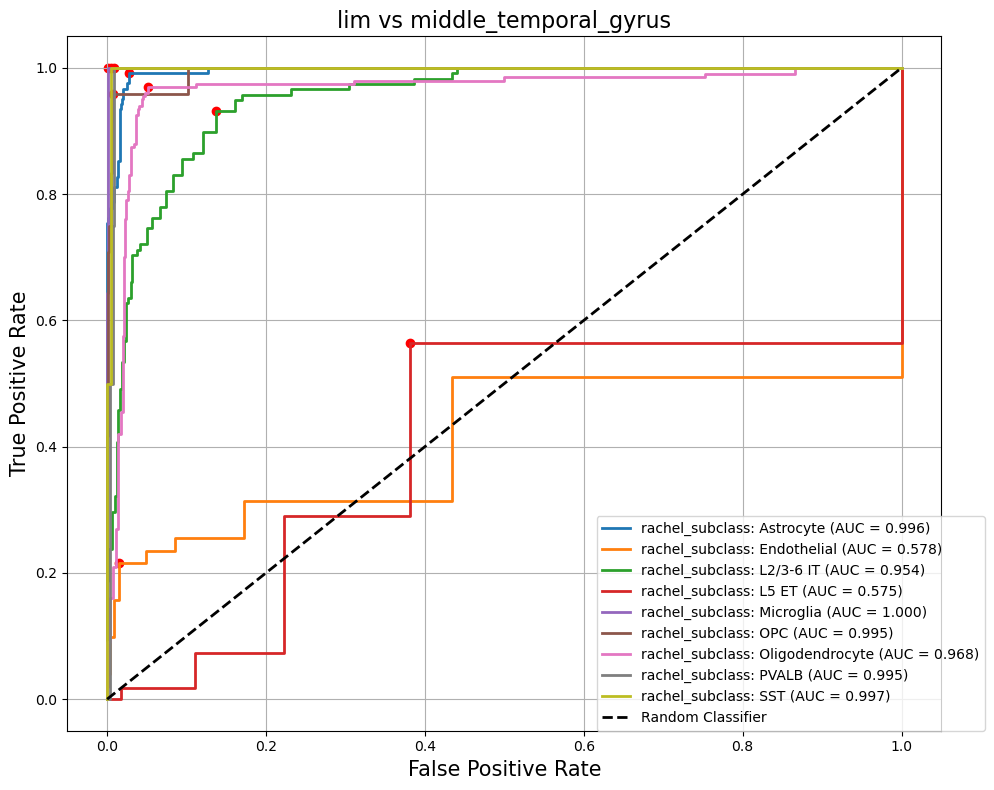 lim vs middle_temporal_gyrus
True Positive Rate
1.0
0.8
0.6
0.4
0.2
0.0
rachel_subclass: Astrocyte (AUC = 0.996)
rachel_subclass: Endothelial (AUC = 0.578)
rachel_subclass: L2/3-6 IT (AUC = 0.954)
rachel_subclass: L5 ET (AUC = 0.575)
rachel_subclass: Microglia (AUC = 1.000)
rachel_subclass: OPC (AUC = 0.995)
rachel_subclass: Oligodendrocyte (AUC = 0.968)
rachel_subclass: PVALB (AUC = 0.995)
rachel_subclass: SST (AUC = 0.997)
Random Classifier
0.0 0.2 0.4 0.6 0.8 1.0
False Positive Rate